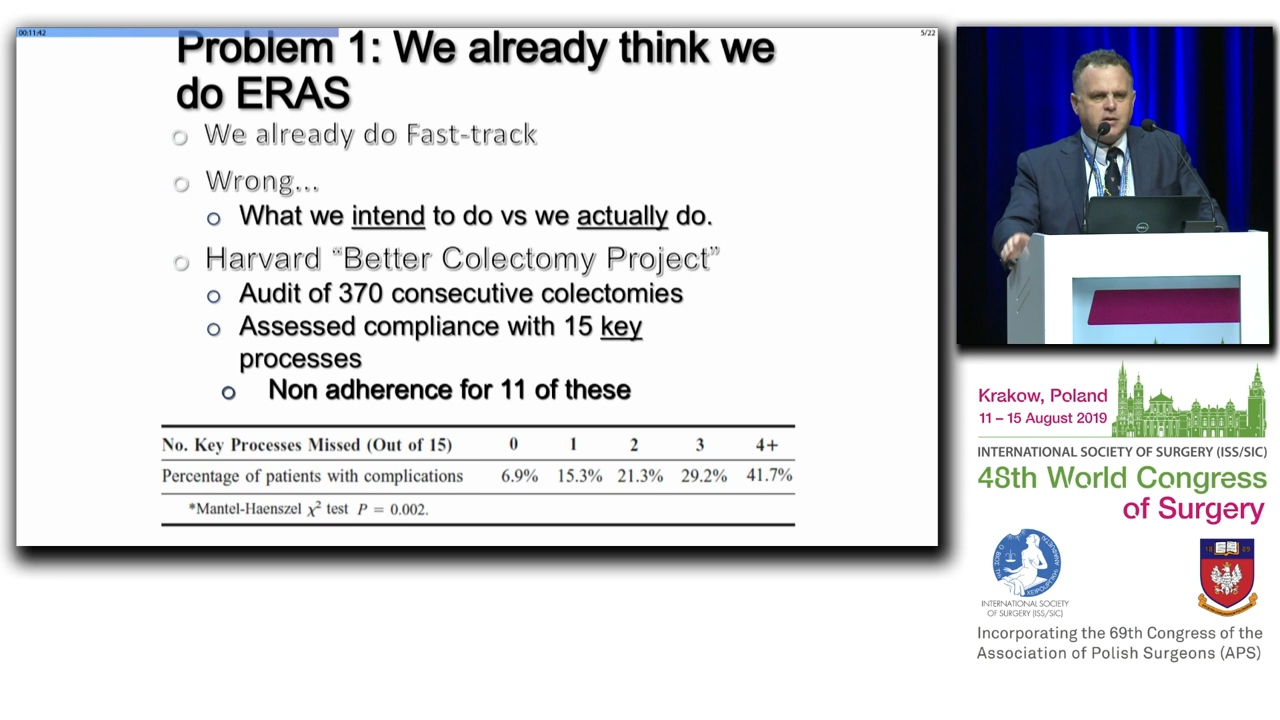 00:11:42
5/22
Problem 1: We already think we
do ERAS
We already do Fast-track
Wrong...
What we intend to do vs we actually do.
Harvard “Better Colectomy Project”
Audit of 370 consecutive colectomies
Assessed compliance with 15 key
processes
Non adherence for 11 of these
No. Key Processes Missed (Out of 15) 0 1 2 3 4+
Percentage of patients with complications 6.9% 15.3% 21.3% 29.2% 41.7%
*Mantel-Haenszel χ² test P = 0.002.
DELL
Krakow, Poland
11 – 15 August 2019
INTERNATIONAL SOCIETY OF SURGERY (ISS/SIC)
48th World Congress
of Surgery
INTERNATIONAL SOCIETY
OF SURGERY (ISS/SIC)
18 89
Incorporating the 69th Congress of the
Association of Polish Surgeons (APS)